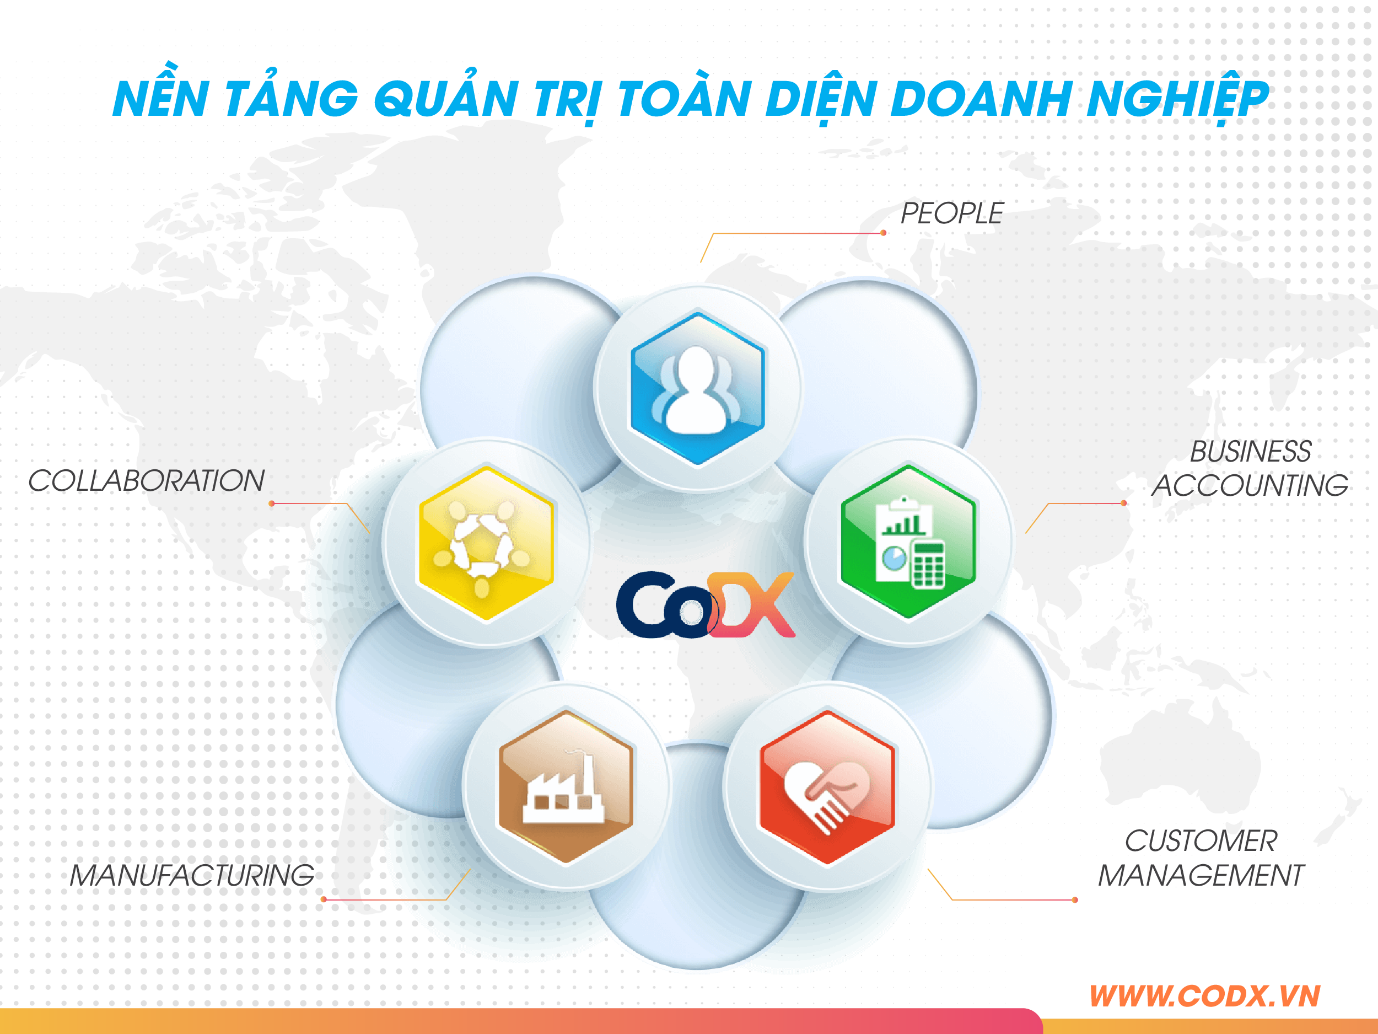 NỀN TẢNG QUẢN TRỊ TOÀN DIỆN DOANH NGHIỆP
PEOPLE
BUSINESS
ACCOUNTING
COLLABORATION
CoDX
MANUFACTURING
CUSTOMER
MANAGEMENT
WWW.CODX.VN